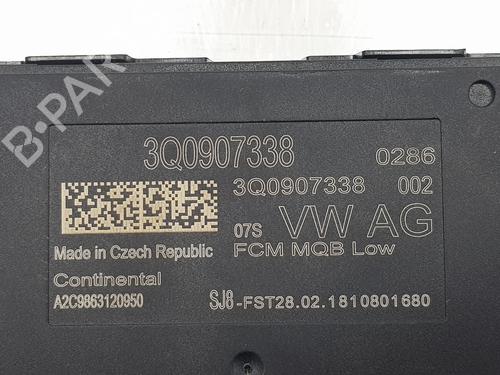 B-PARTS
3Q0907338 0286
3Q0907338 002
07S VW AG
Made in Czech Republic FCM MQB Low
Continental
A2C9863120950 SJ8-FST28.02.1810801680